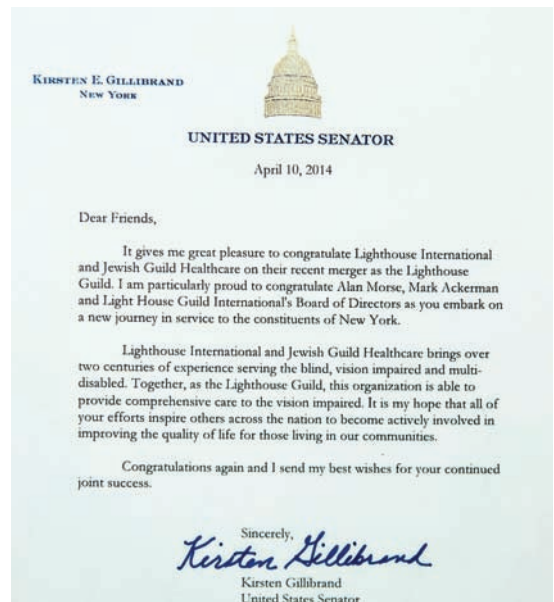 KIRSTEN E. GILLIBRAND
NEW YORK
UNITED STATES SENATOR
April 10, 2014
Dear Friends,
It gives me great pleasure to congratulate Lighthouse International
and Jewish Guild Healthcare on their recent merger as the Lighthouse
Guild. I am particularly proud to congratulate Alan Morse, Mark Ackerman
and Light House Guild International's Board of Directors as you embark on
a new journey in service to the constituents of New York.
Lighthouse International and Jewish Guild Healthcare brings over
two centuries of experience serving the blind, vision impaired and multi-
disabled. Together, as the Lighthouse Guild, this organization is able to
provide comprehensive care to the vision impaired. It is my hope that all of
your efforts inspire others across the nation to become actively involved in
improving the quality of life for those living in our communities.
Congratulations again and I send my best wishes for your continued
joint success.
Sincerely,
Kirsten Gillibrand
Kirsten Gillibrand
United States Senator